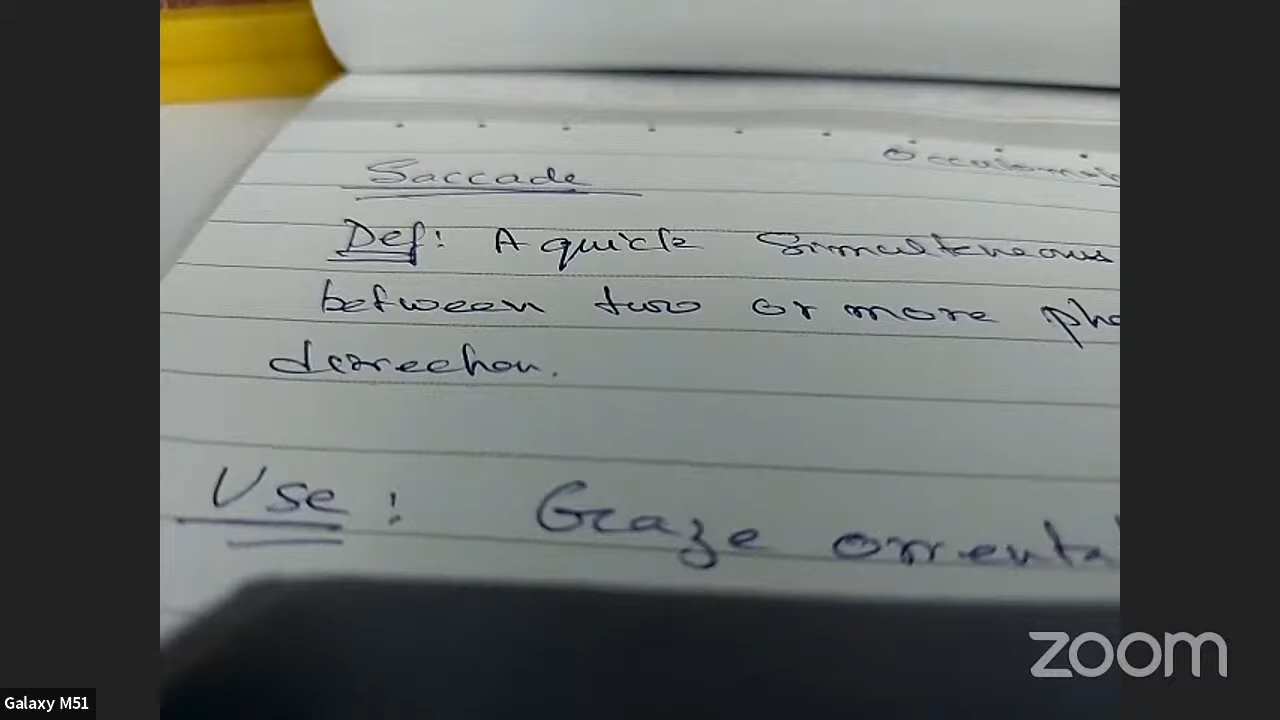 Saccade
Def: A quick simultaneous
between two or more
direction.
Use: Gaze
zoom
Galaxy M51